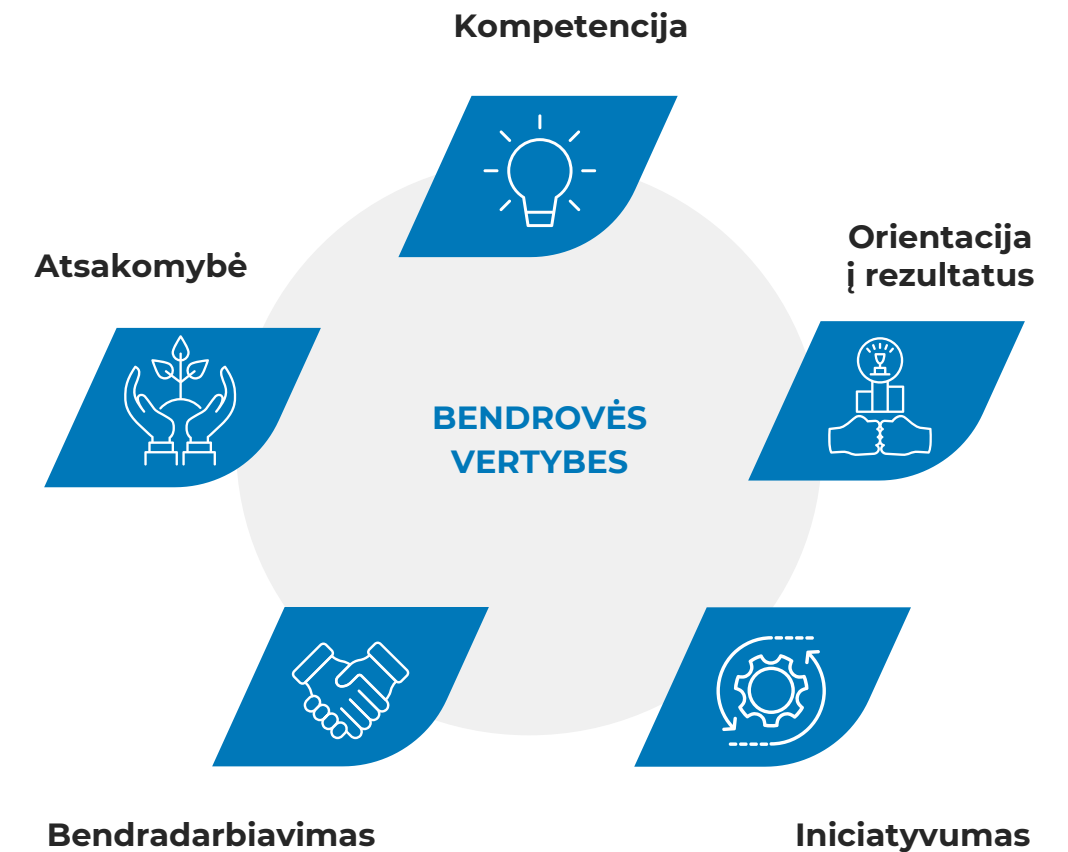 Kompetencija
Orientacija
į rezultatus
Atsakomybė
BENDROVĖS
VERTYBES
Bendradarbiavimas
Iniciatyvumas